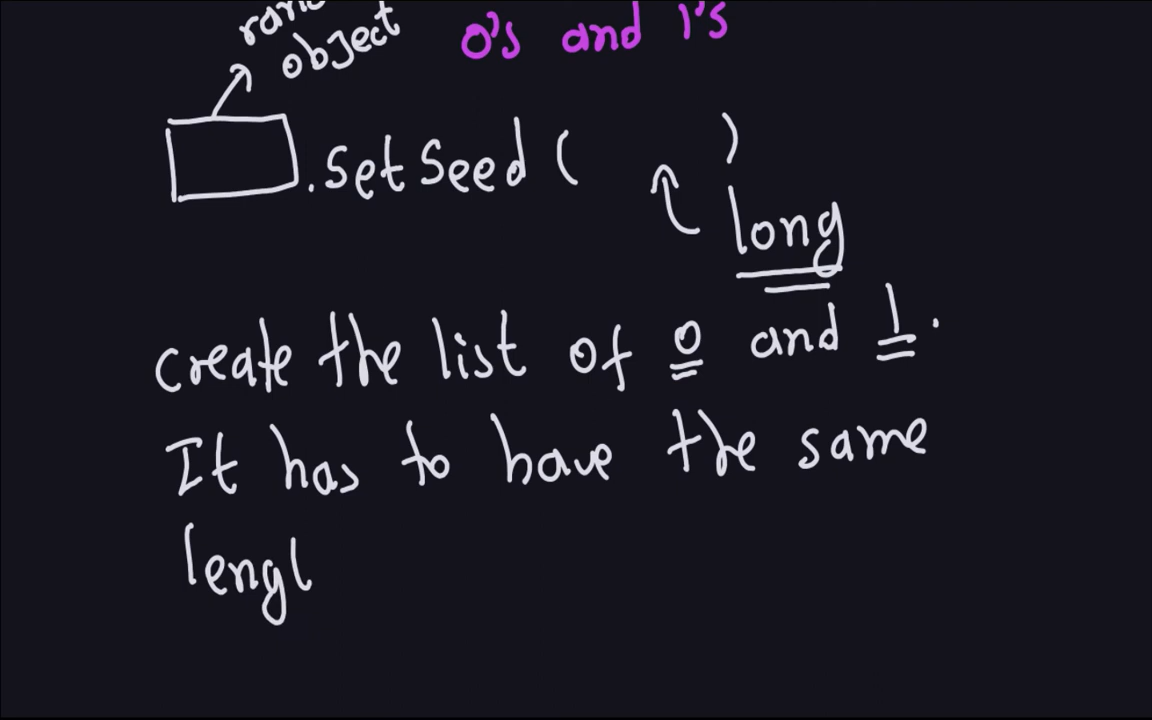 object 0's and 1's
.setSeed( )
long
create the list of 0 and 1.
It has to have the same
lengt